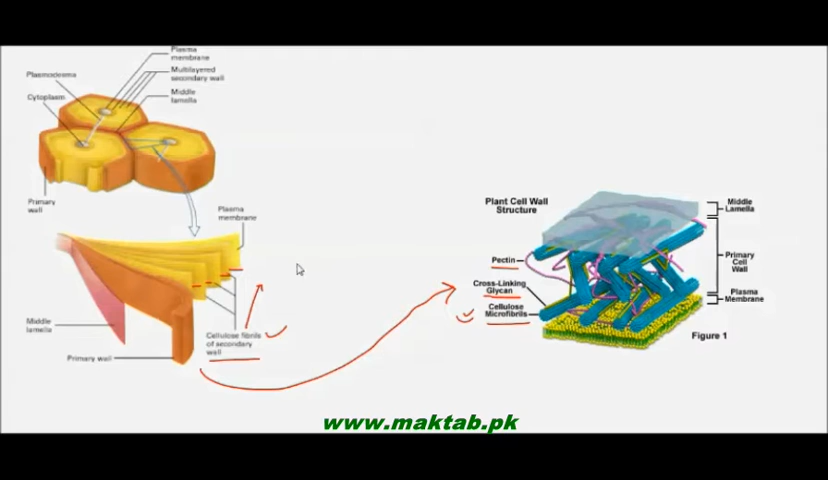 Plasma
membrane
Plasmodesma
Multilayered
secondary wall
Cytoplasm
Middle
lamella
Primary
wall
Plasma
membrane
Middle
lamella
Primary wall
Cellulose fibrils
of secondary
wall
Plant Cell Wall
Structure
Middle
Lamella
Pectin
Primary
Cell
Wall
Cross-Linking
Glycan
Plasma
Membrane
Cellulose
Microfibrils
Figure 1
www.maktab.pk